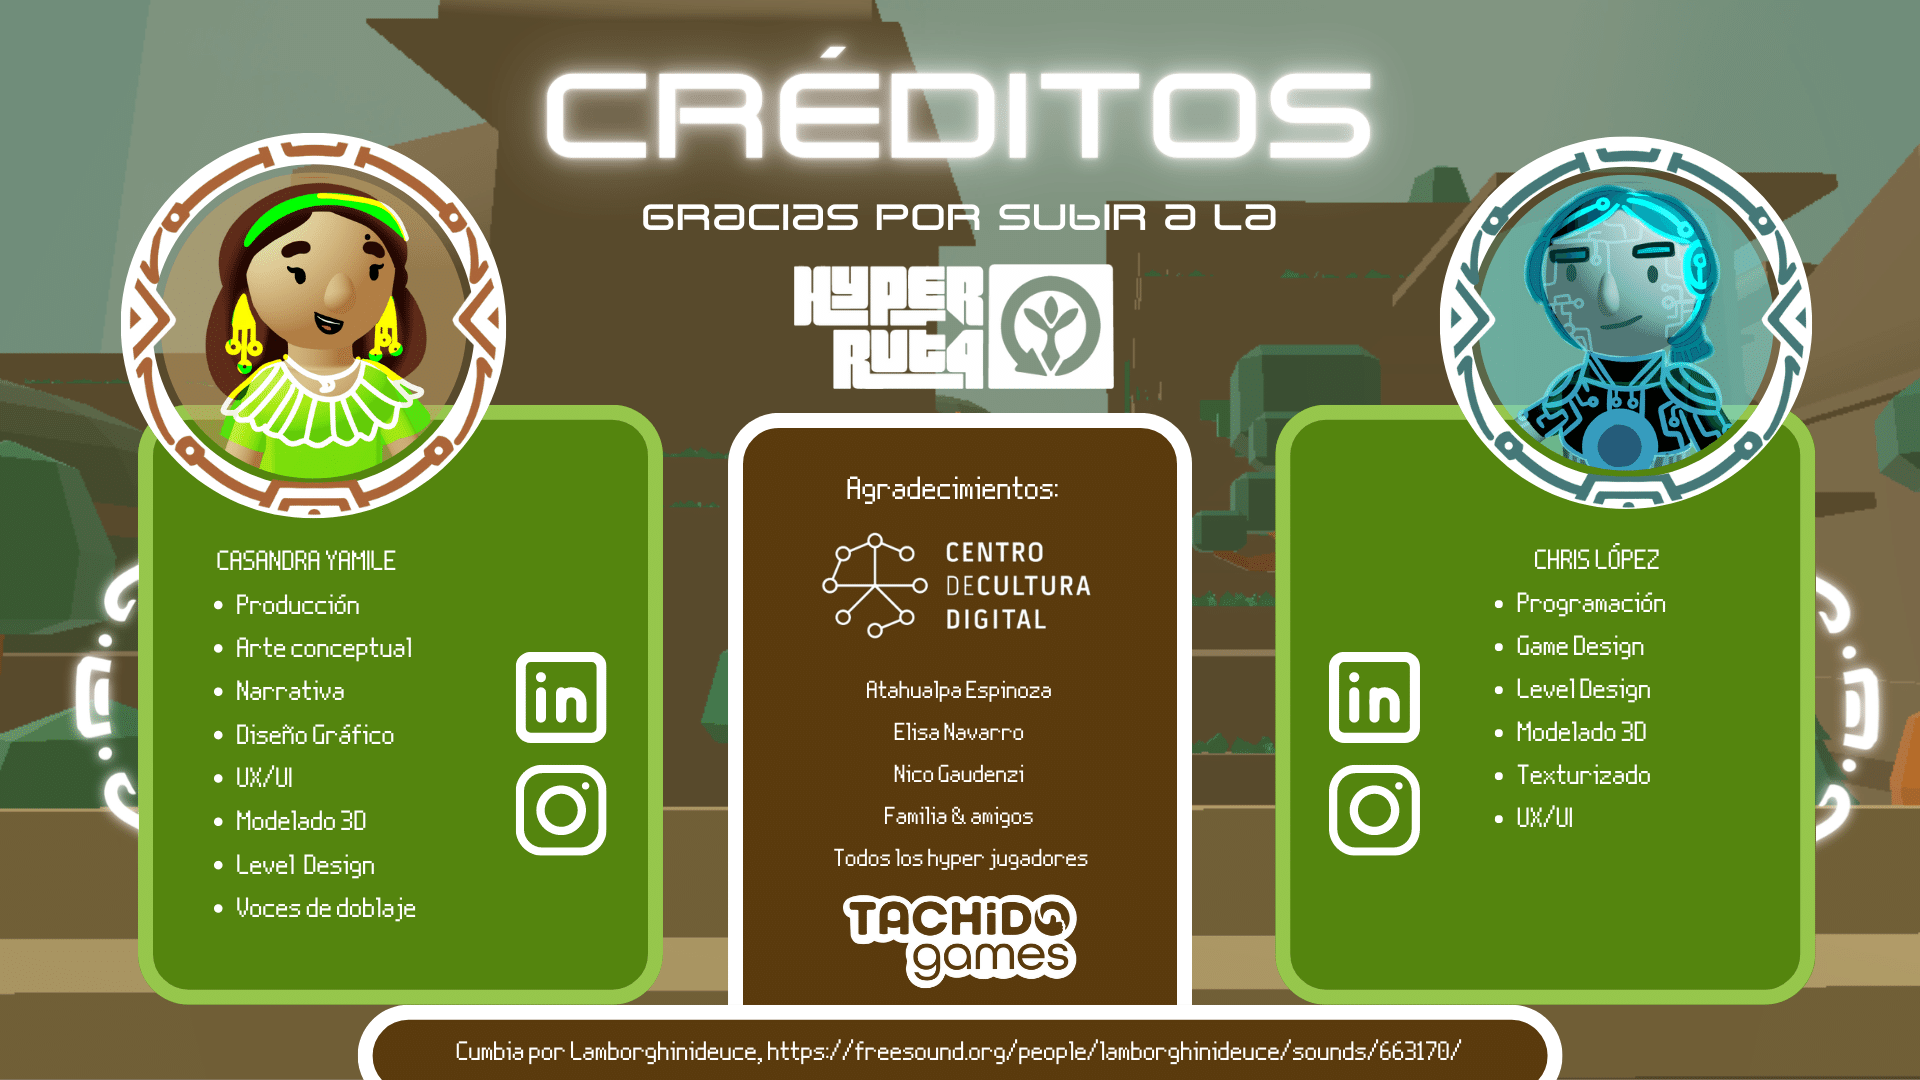 CRÉDITOS
GRACIAS POR SUBIR A LA
HYPER
RUTA
CASANDRA YAMILE
• Producción
• Arte conceptual
• Narrativa
• Diseño Gráfico
• UX/UI
• Modelado 3D
• Level Design
• Voces de doblaje
in
Agradecimientos:
CENTRO
DECULTURA
DIGITAL
Atahualpa Espinoza
Elisa Navarro
Nico Gaudenzi
Familia & amigos
Todos los hyper jugadores
TACHiDO
games
CHRIS LÓPEZ
• Programación
• Game Design
• Level Design
• Modelado 3D
• Texturizado
• UX/UI
in
Cumbia por Lamborghinideuce, https://freesound.org/people/lamborghinideuce/sounds/663170/